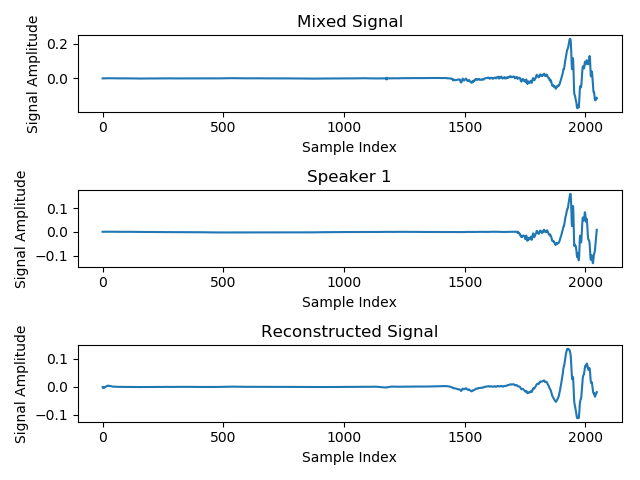 Mixed Signal
Signal Amplitude
0.2
0.0
0 500 1000 1500 2000
Sample Index
Speaker 1
Signal Amplitude
0.1
0.0
−0.1
0 500 1000 1500 2000
Sample Index
Reconstructed Signal
Signal Amplitude
0.1
0.0
−0.1
0 500 1000 1500 2000
Sample Index